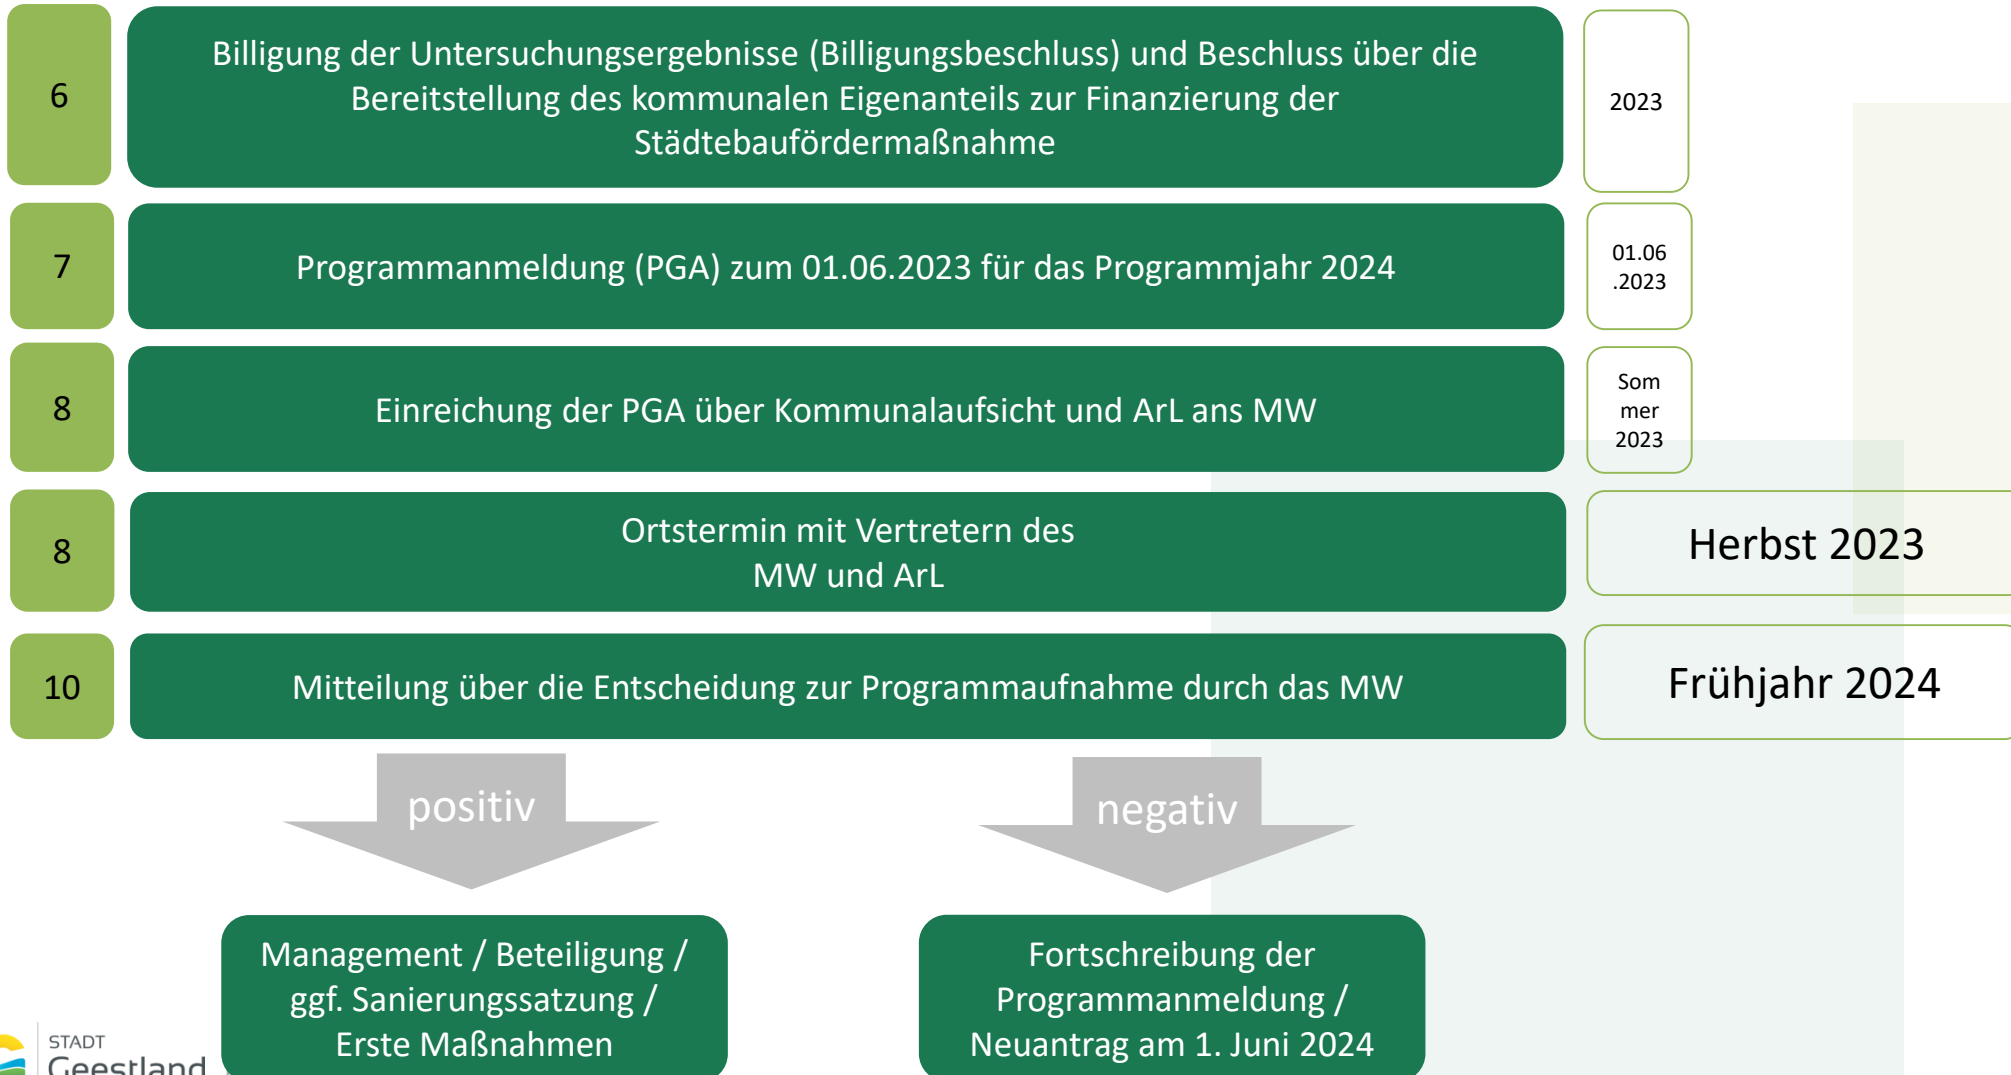 6
Billigung der Untersuchungsergebnisse (Billigungsbeschluss) und Beschluss über die
Bereitstellung des kommunalen Eigenanteils zur Finanzierung der
Städtebaufördermaßnahme
2023
7
Programmanmeldung (PGA) zum 01.06.2023 für das Programmjahr 2024
01.06
.2023
8
Einreichung der PGA über Kommunalaufsicht und ArL ans MW
Som
mer
2023
8
Ortstermin mit Vertretern des
MW und ArL
Herbst 2023
10
Mitteilung über die Entscheidung zur Programmaufnahme durch das MW
Frühjahr 2024
positiv
negativ
Management / Beteiligung /
ggf. Sanierungssatzung /
Erste Maßnahmen
Fortschreibung der
Programmanmeldung /
Neuantrag am 1. Juni 2024
STADT
Geestland